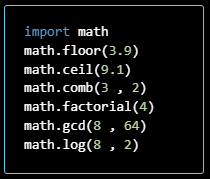 import math
math.floor(3.9)
math.ceil(9.1)
math.comb(3 , 2)
math.factorial(4)
math.gcd(8 , 64)
math.log(8 , 2)